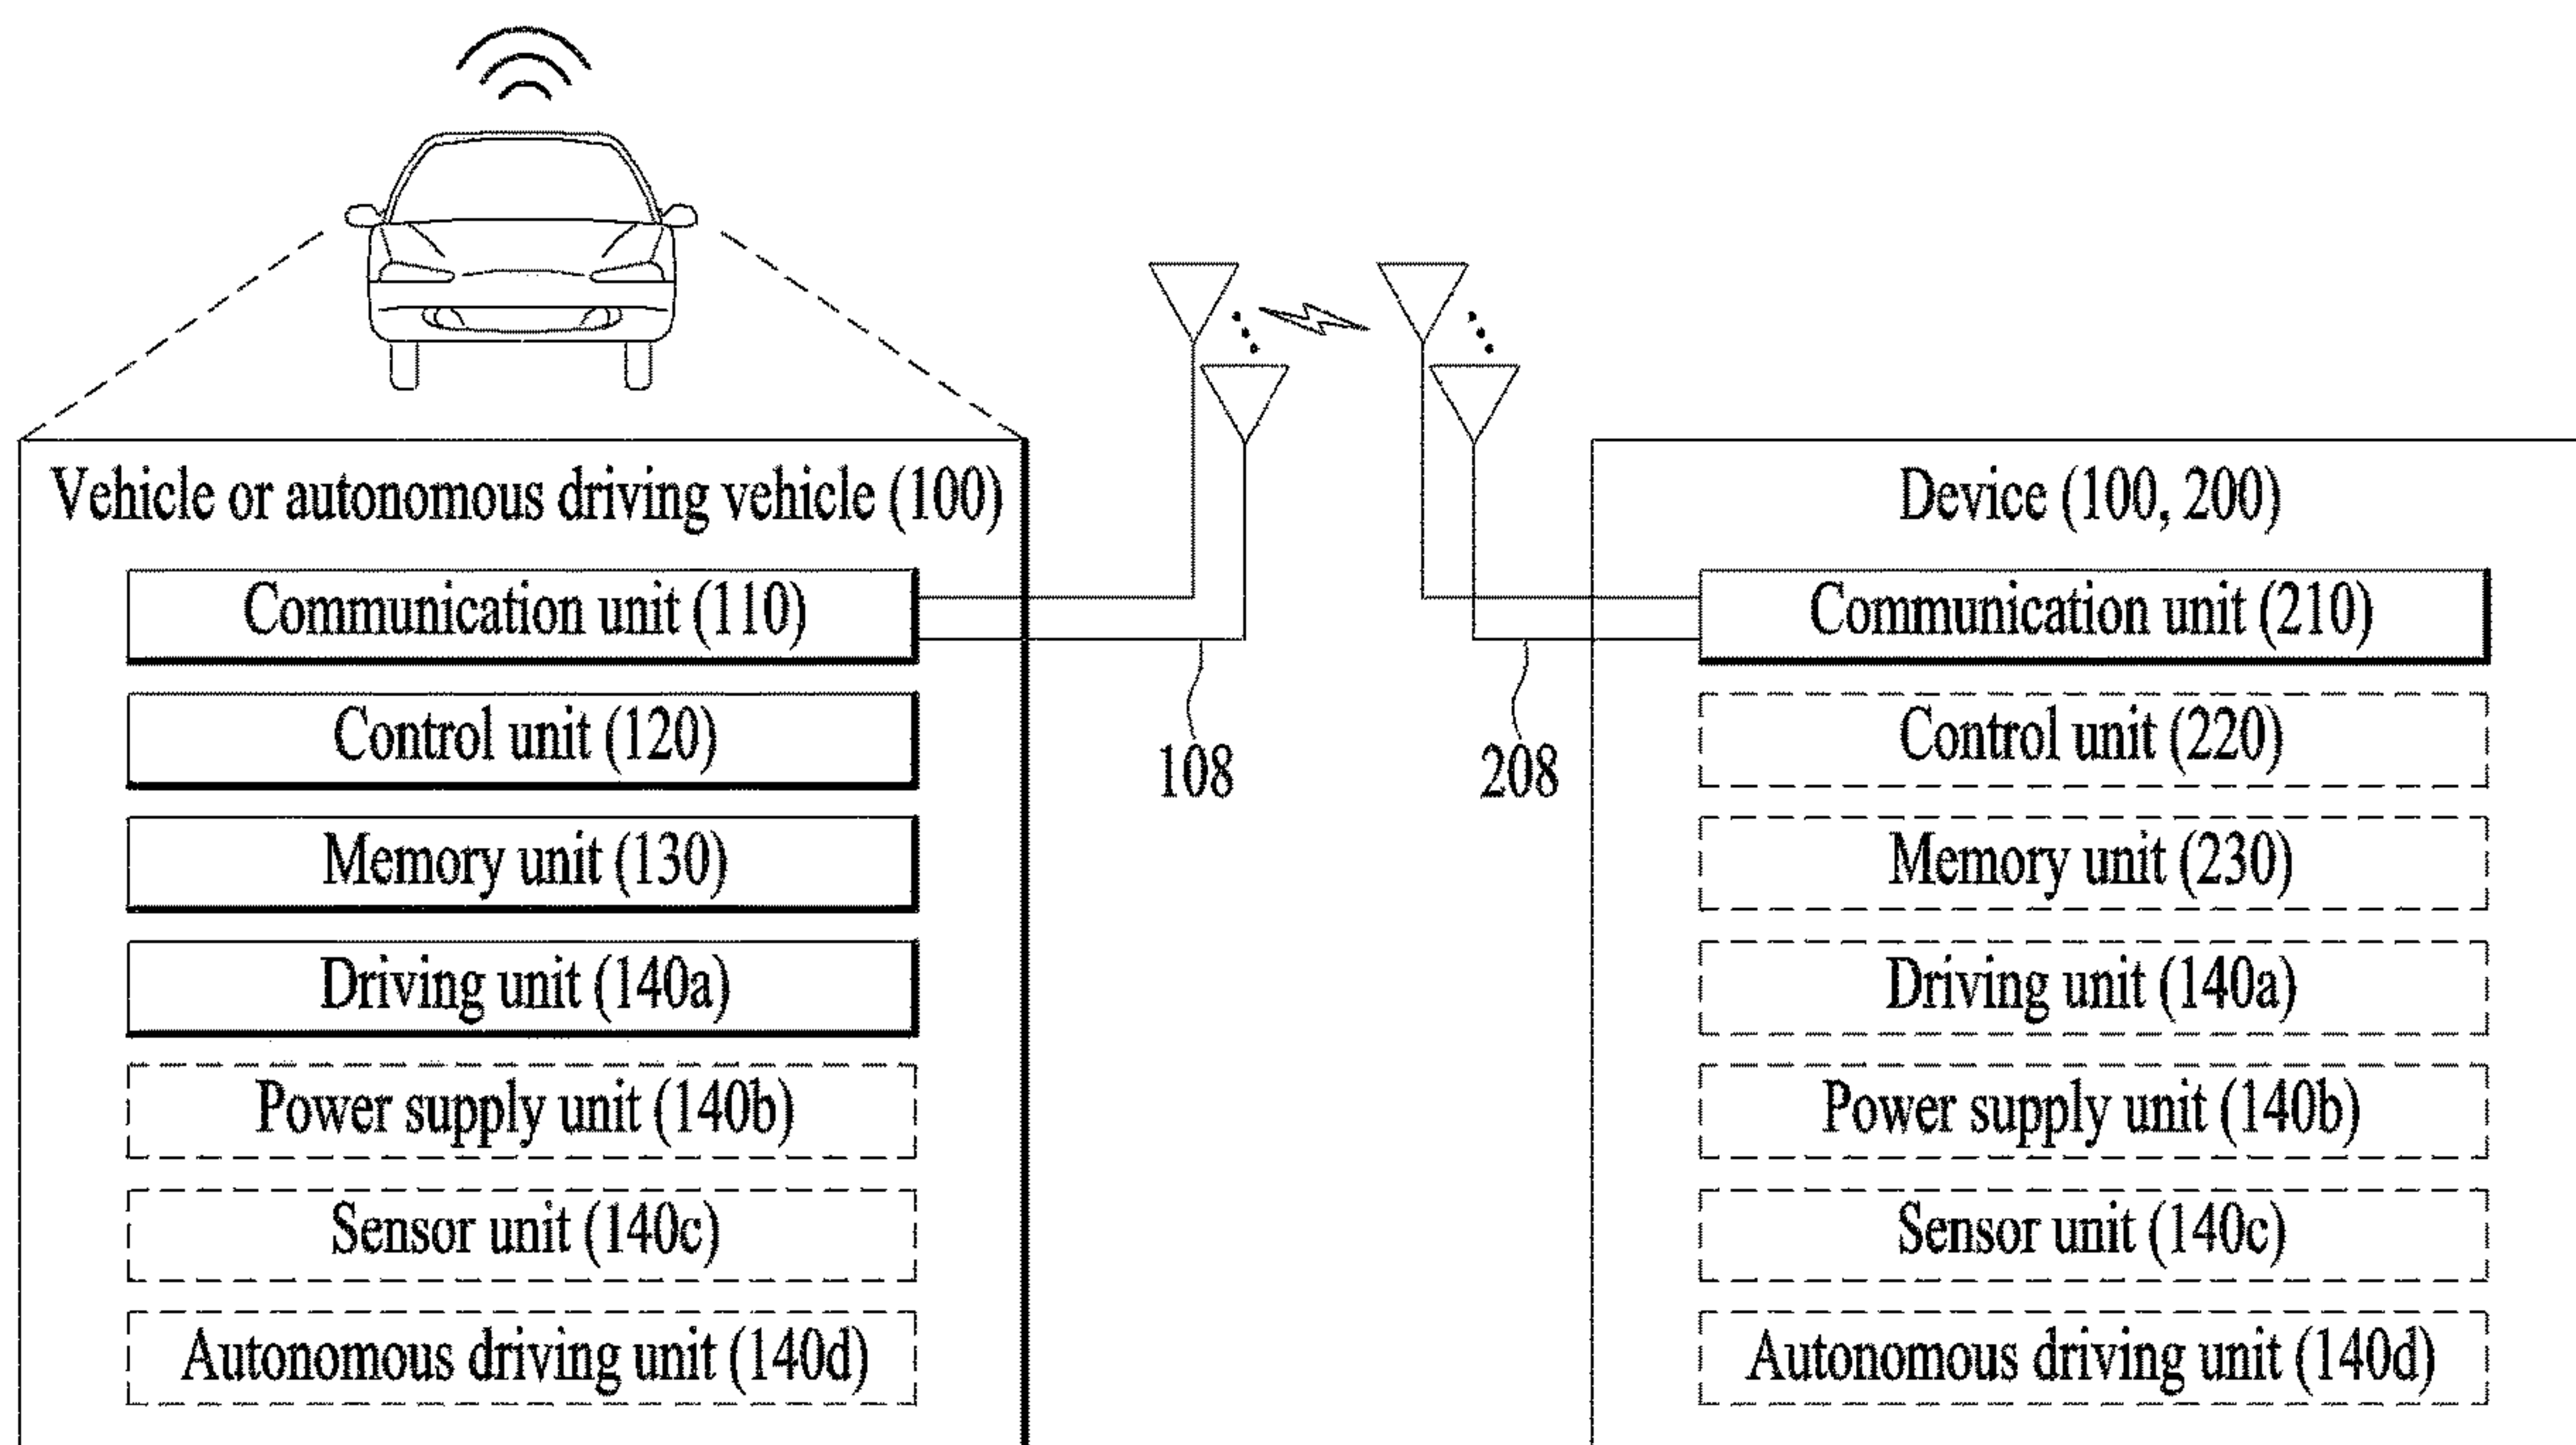 Vehicle or autonomous driving vehicle (100)
Communication unit (110)
Control unit (120)
Memory unit (130)
Driving unit (140a)
Power supply unit (140b)
Sensor unit (140c)
Autonomous driving unit (140d)
108
208
Device (100, 200)
Communication unit (210)
Control unit (220)
Memory unit (230)
Driving unit (140a)
Power supply unit (140b)
Sensor unit (140c)
Autonomous driving unit (140d)